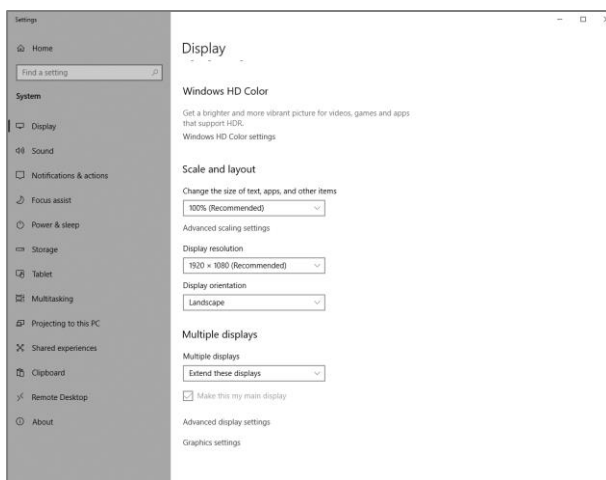 Settings
Home
Find a setting
System
Display
Sound
Notifications & actions
Focus assist
Power & sleep
Storage
Tablet
Multitasking
Projecting to this PC
Shared experiences
Clipboard
Remote Desktop
About
Display
Windows HD Color
Get a brighter and more vibrant picture for videos, games and apps
that support HDR.
Windows HD Color settings
Scale and layout
Change the size of text, apps, and other items
100% (Recommended)
Advanced scaling settings
Display resolution
1920 × 1080 (Recommended)
Display orientation
Landscape
Multiple displays
Multiple displays
Extend these displays
Make this my main display
Advanced display settings
Graphics settings